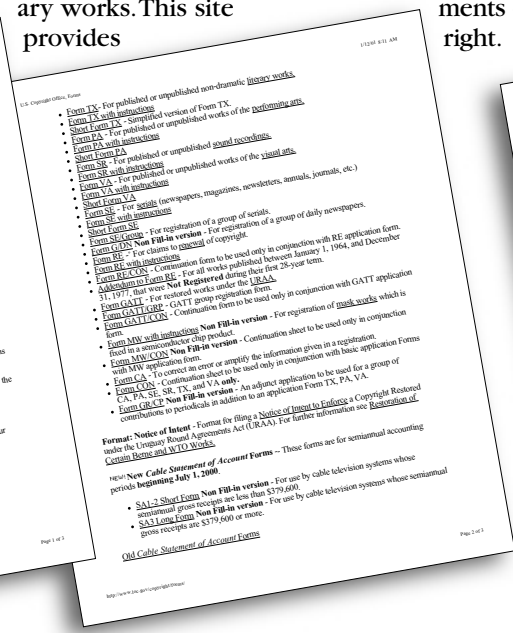 ary works. This site
provides
ments
right.
U.S. Copyright Office, Forms
1/12/01 8:31 AM
• Form TX - For published or unpublished non-dramatic literary works.
• Form TX with instructions
• Short Form TX - Simplified version of Form TX.
• Form PA - For published or unpublished works of the performing arts.
• Form PA with instructions
• Short Form PA
• Form SR - For published or unpublished sound recordings.
• Form SR with instructions
• Form VA - For published or unpublished works of the visual arts.
• Form VA with instructions
• Short Form VA
• Form SE - For serials (newspapers, magazines, newsletters, annuals, journals, etc.)
• Form SE with instructions
• Short Form SE
• Form SE/Group - For registration of a group of serials.
• Form G/DN Non Fill-in version - For registration of a group of daily newspapers.
• Form RE - For claims to renewal of copyright.
• Form RE with instructions
• Form RE/CON - Continuation form to be used only in conjunction with RE application form.
• Addendum to Form RE - For all works published between January 1, 1964, and December
31, 1977, that were Not Registered during their first 28-year term.
• Form GATT - For restored works under the URAA.
• Form GATT/GRP - GATT group registration form.
• Form GATT/CON - Continuation form to be used only in conjunction with GATT application
form.
• Form MW with instructions Non Fill-in version - For registration of mask works which is
fixed in a semiconductor chip product.
• Form MW/CON Non Fill-in version - Continuation sheet to be used only in conjunction
with MW application form.
• Form CA - To correct an error or amplify the information given in a registration.
• Form CON - Continuation sheet to be used only in conjunction with basic application Forms
CA, PA, SE, SR, TX, and VA only.
• Form GR/CP Non Fill-in version - An adjunct application to be used for a group of
contributions to periodicals in addition to an application Form TX, PA, VA.
Format: Notice of Intent - Format for filing a Notice of Intent to Enforce a Copyright Restored
under the Uruguay Round Agreements Act (URAA). For further information see Restoration of
Certain Berne and WTO Works.
NEW! New Cable Statement of Account Forms ~ These forms are for semiannual accounting
periods beginning July 1, 2000.
• SA1-2 Short Form Non Fill-in version - For use by cable television systems whose
semiannual gross receipts are less than $379,600.
• SA3 Long Form Non Fill-in version - For use by cable television systems whose semiannual
gross receipts are $379,600 or more.
Old Cable Statement of Account Forms
Page 2 of 3
the
Page 1 of 3